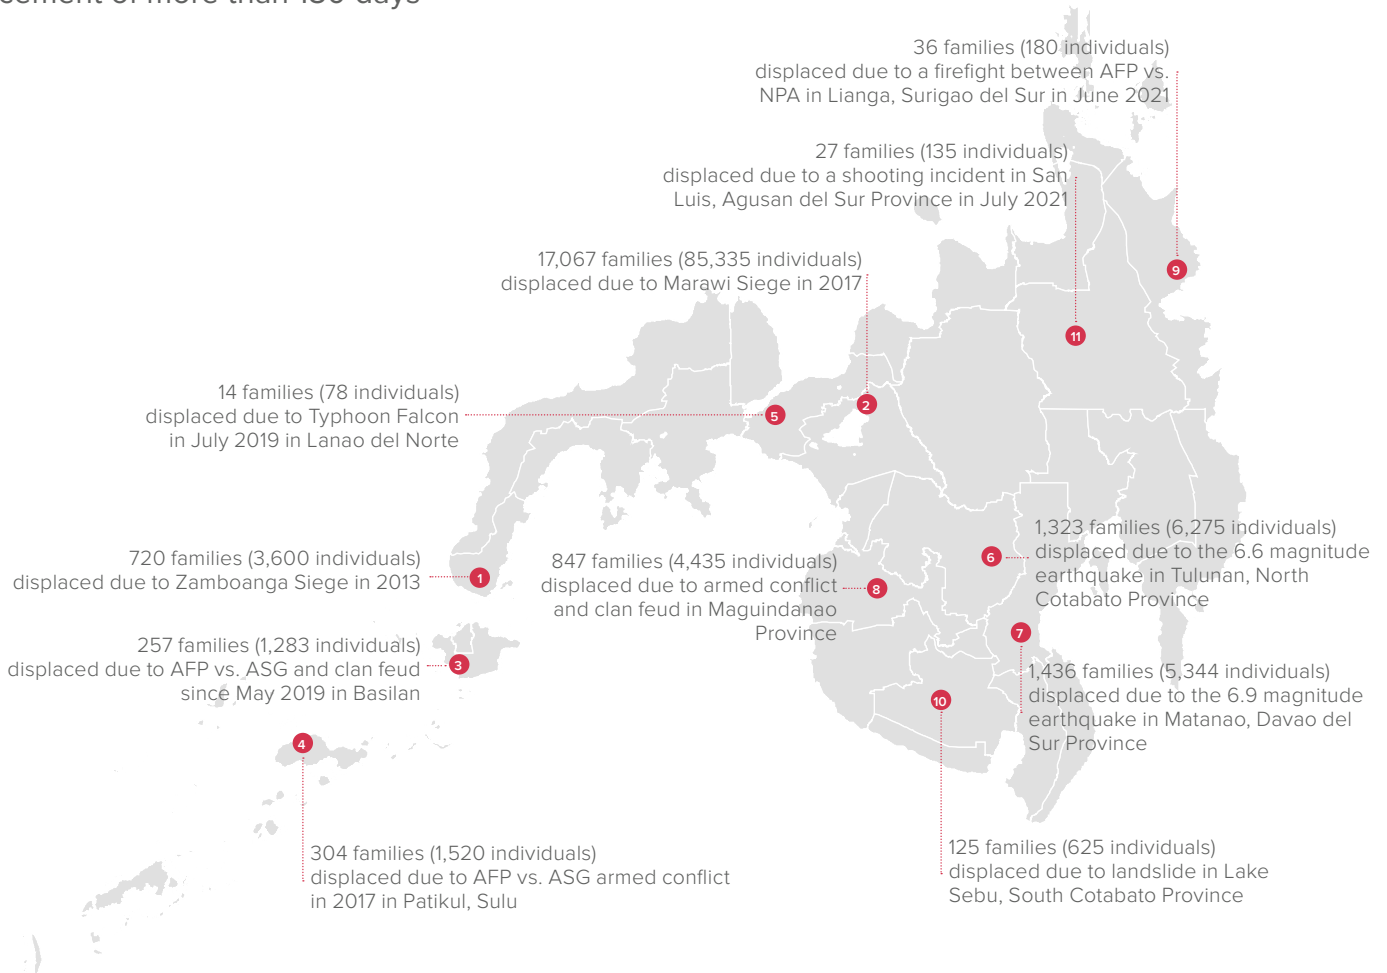 36 families (180 individuals)
displaced due to a firefight between AFP vs.
NPA in Lianga, Surigao del Sur in June 2021
27 families (135 individuals)
displaced due to a shooting incident in San
Luis, Agusan del Sur Province in July 2021
17,067 families (85,335 individuals)
displaced due to Marawi Siege in 2017
9
11
14 families (78 individuals)
displaced due to Typhoon Falcon
in July 2019 in Lanao del Norte
5
2
720 families (3,600 individuals)
displaced due to Zamboanga Siege in 2013
1
847 families (4,435 individuals)
displaced due to armed conflict
and clan feud in Maguindanao
Province
8
6
1,323 families (6,275 individuals)
displaced due to the 6.6 magnitude
earthquake in Tulunan, North
Cotabato Province
257 families (1,283 individuals)
displaced due to AFP vs. ASG and clan feud
since May 2019 in Basilan
3
7
1,436 families (5,344 individuals)
displaced due to the 6.9 magnitude
earthquake in Matanao, Davao del
Sur Province
10
4
304 families (1,520 individuals)
displaced due to AFP vs. ASG armed conflict
in 2017 in Patikul, Sulu
125 families (625 individuals)
displaced due to landslide in Lake
Sebu, South Cotabato Province